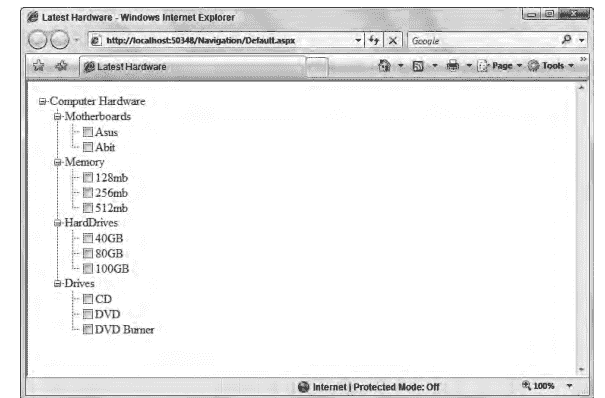 Latest Hardware - Windows Internet Explorer
http://localhost:50348/Navigation/Default.aspx
Google
Latest Hardware
Page
Tools
Computer Hardware
Motherboards
Asus
Abit
Memory
128mb
256mb
512mb
HardDrives
40GB
80GB
100GB
Drives
CD
DVD
DVD Burner
Internet | Protected Mode: Off
100%